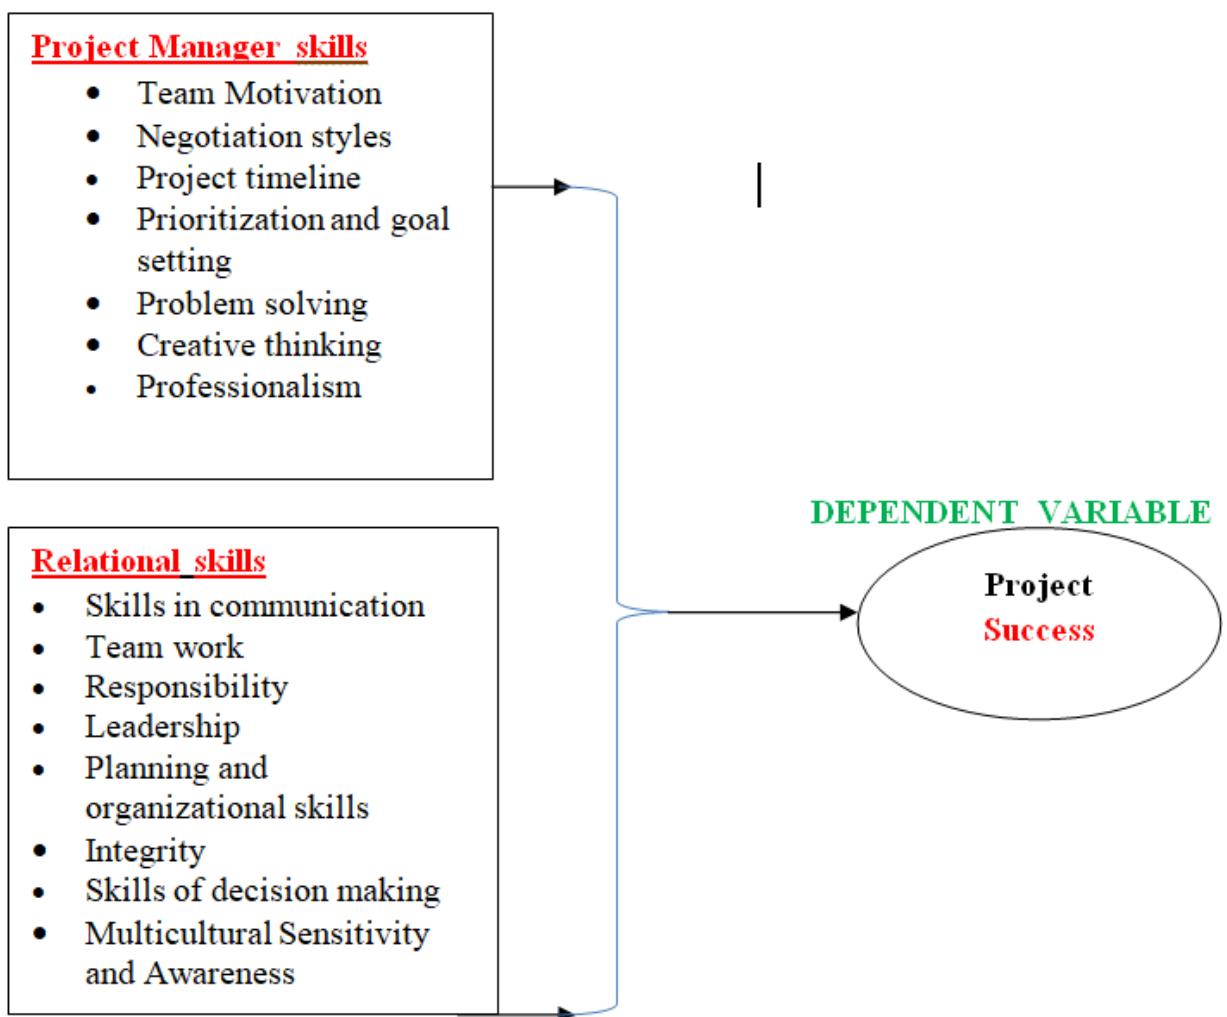 Project Manager skills
Team Motivation
Negotiation styles
Project timeline
Prioritization and goal
setting
Problem solving
Creative thinking
Professionalism
Relational skills
Skills in communication
Team work
Responsibility
Leadership
Planning and
organizational skills
Integrity
Skills of decision making
Multicultural Sensitivity
and Awareness
DEPENDENT VARIABLE
Project
Success